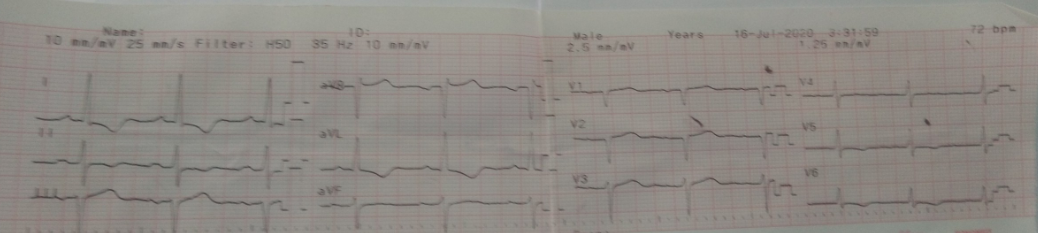 Name:
10 mm/mV 25 mm/s Filter: H50 35 Hz 10 mm/mV
ID:
Male Years 16-Jul-2020 3:31:59 72 bpm
2.5 mm/mV 1.25 mm/mV
I
II
III
aVR
aVL
aVF
V1
V2
V3
V4
V5
V6